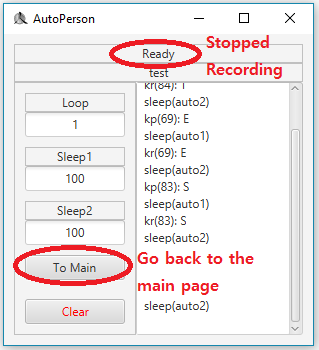 AutoPerson
Ready
Stopped
Recording
test
Loop
1
Sleep1
100
Sleep2
100
To Main
Clear
kr(84): T
sleep(auto2)
kp(69): E
sleep(auto1)
kr(69): E
sleep(auto2)
kp(83): S
sleep(auto1)
kr(83): S
sleep(auto2)
Go back to the
main page
sleep(auto2)